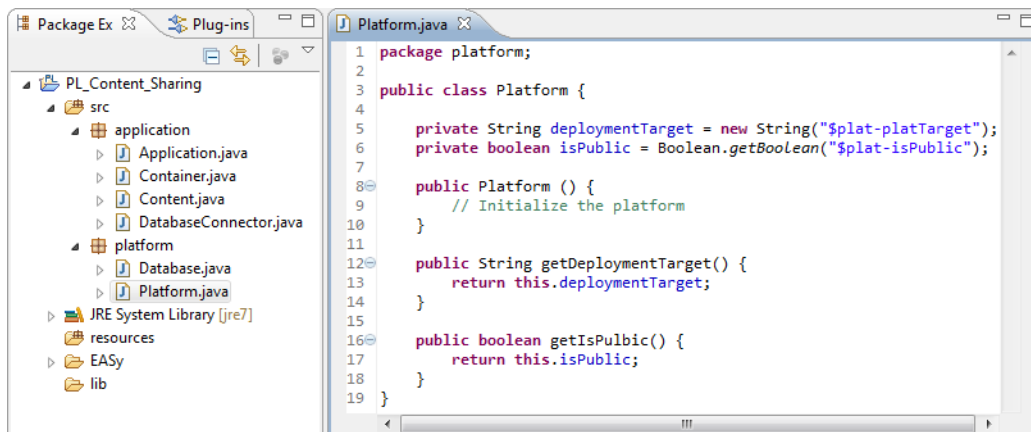 Package Ex Plug-ins
PL_Content_Sharing
src
application
Application.java
Container.java
Content.java
DatabaseConnector.java
platform
Database.java
Platform.java
JRE System Library [jre7]
resources
EASy
lib
Platform.java
1 package platform;
2
3 public class Platform {
4
5 private String deploymentTarget = new String("$plat-platTarget");
6 private boolean isPublic = Boolean.getBoolean("$plat-isPublic");
7
8 public Platform () {
9 // Initialize the platform
10 }
11
12 public String getDeploymentTarget() {
13 return this.deploymentTarget;
14 }
15
16 public boolean getIsPulbic() {
17 return this.isPublic;
18 }
19 }